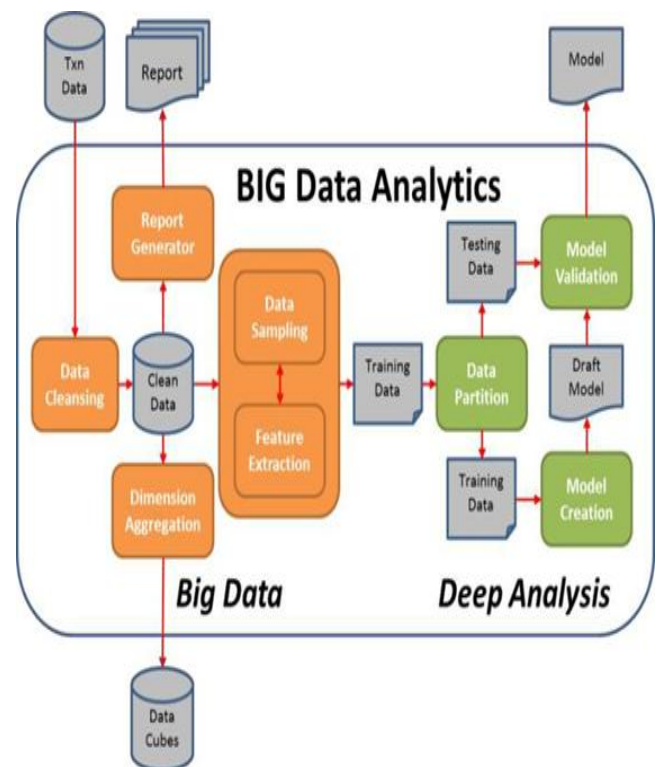 Txn
Data
Report
Model
BIG Data Analytics
Report
Generator
Testing
Data
Model
Validation
Data
Sampling
Data
Cleansing
Clean
Data
Training
Data
Data
Partition
Draft
Model
Feature
Extraction
Dimension
Aggregation
Training
Data
Model
Creation
Big Data
Deep Analysis
Data
Cubes